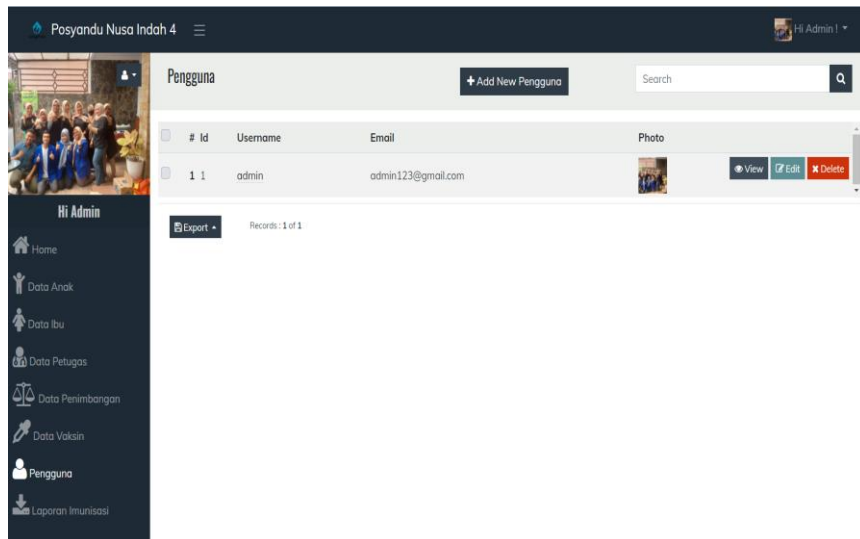 Posyandu Nusa Indah 4
Hi Admin !
Pengguna
+ Add New Pengguna
Search
# Id Username Email Photo
1 1 admin admin123@gmail.com View Edit Delete
Export
Records : 1 of 1
Hi Admin
Home
Data Anak
Data Ibu
Data Petugas
Data Penimbangan
Data Vaksin
Pengguna
Laporan Imunisasi